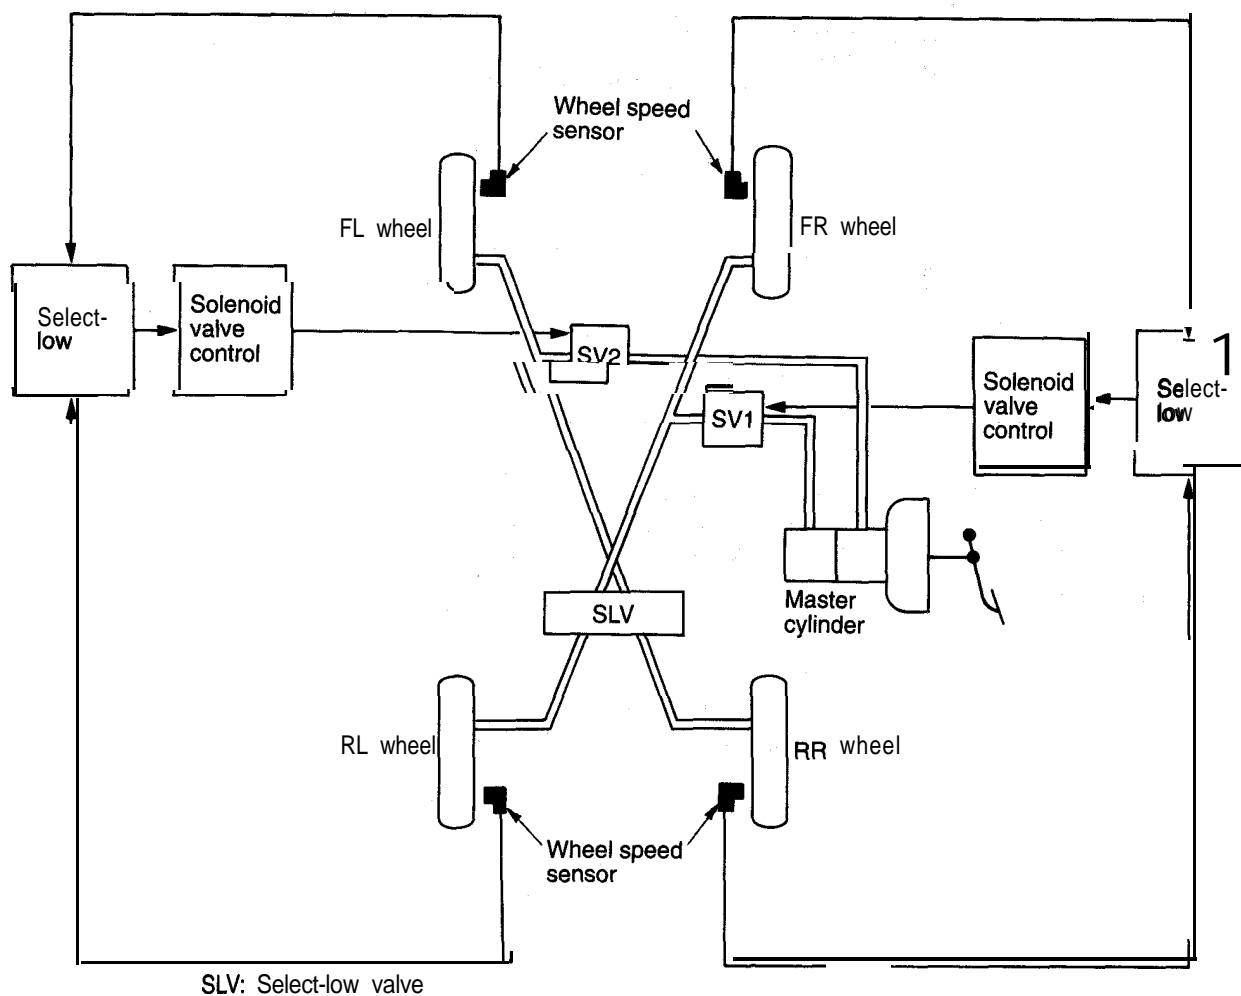 Wheel speed
sensor
FL wheel
FR wheel
Select-
low
Solenoid
valve
control
SV2
SV1
Solenoid
valve
control
Select-
low
1
Master
cylinder
SLV
RL wheel
RR wheel
Wheel speed
sensor
SLV: Select-low valve